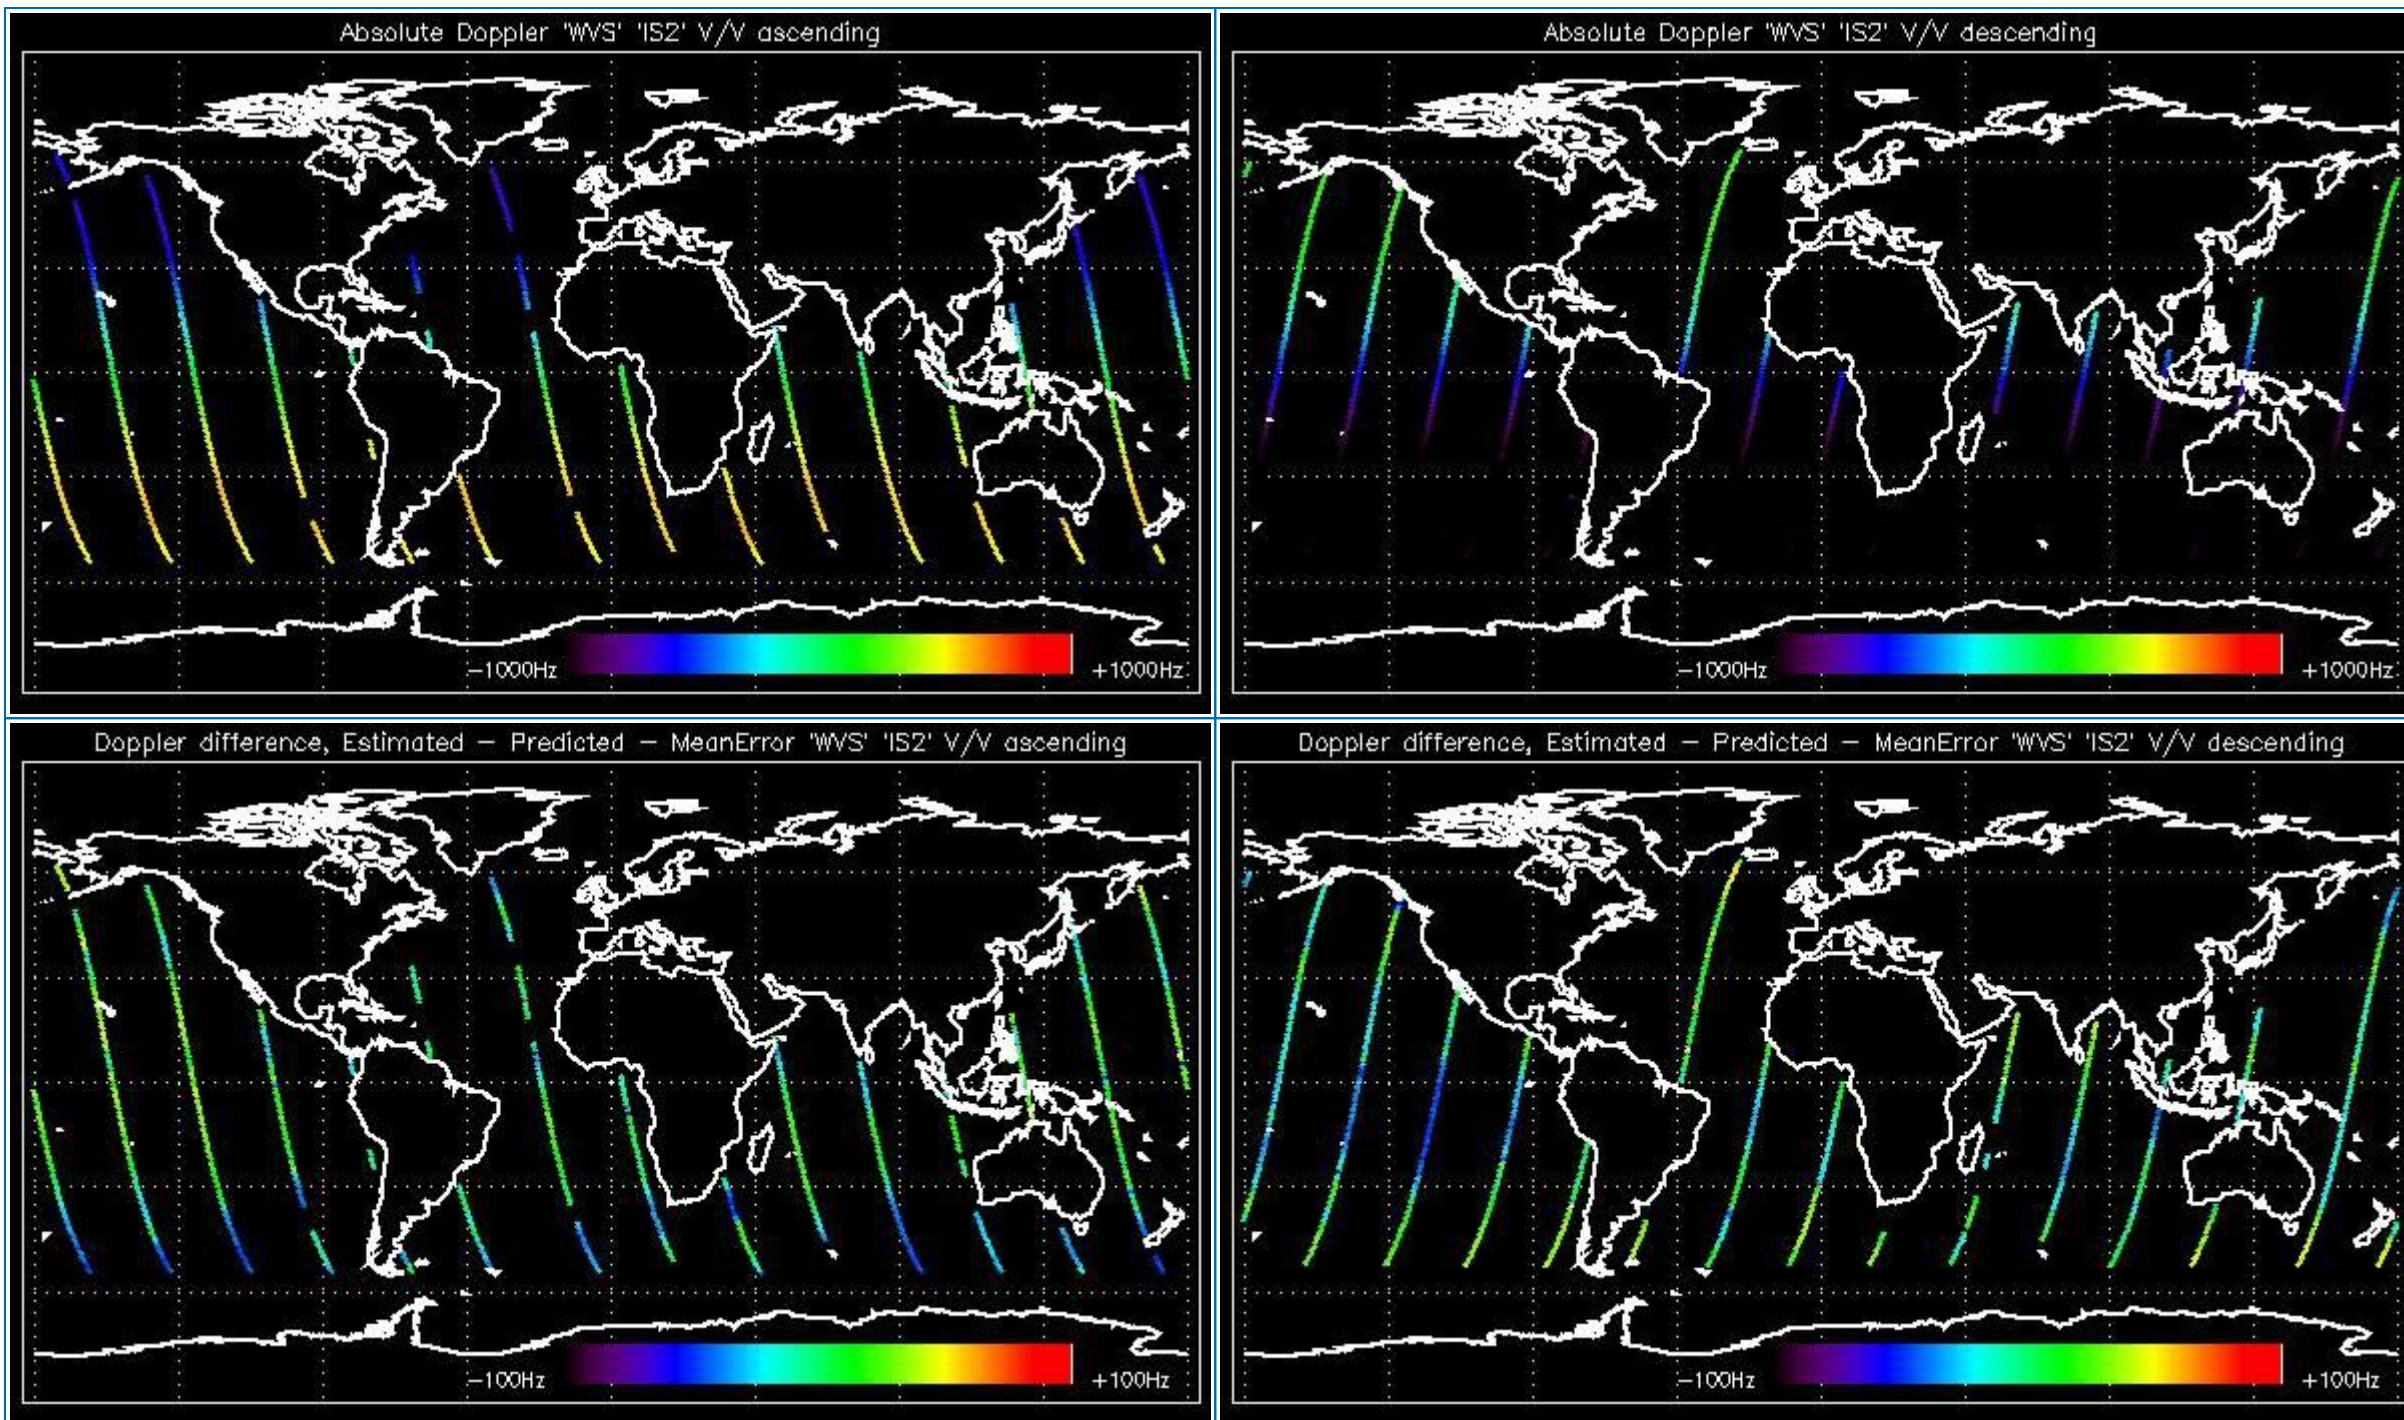 Absolute Doppler 'WVS' 'IS2' V/V ascending
-1000Hz
+1000Hz
Absolute Doppler 'WVS' 'IS2' V/V descending
-1000Hz
+1000Hz
Doppler difference, Estimated - Predicted - MeanError 'WVS' 'IS2' V/V ascending
-100Hz
+100Hz
Doppler difference, Estimated - Predicted - MeanError 'WVS' 'IS2' V/V descending
-100Hz
+100Hz